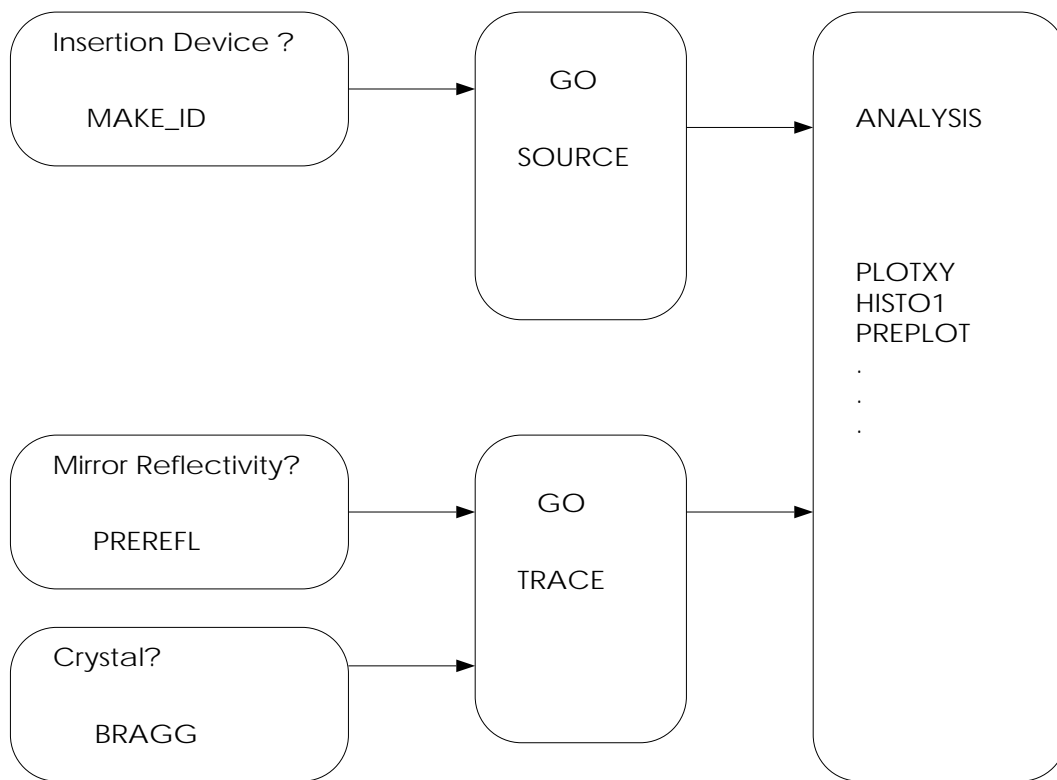 Insertion Device ?
MAKE_ID
GO
SOURCE
ANALYSIS
PLOTXY
HISTO1
PREPLOT
.
.
.
Mirror Reflectivity?
PREREFL
GO
TRACE
Crystal?
BRAGG